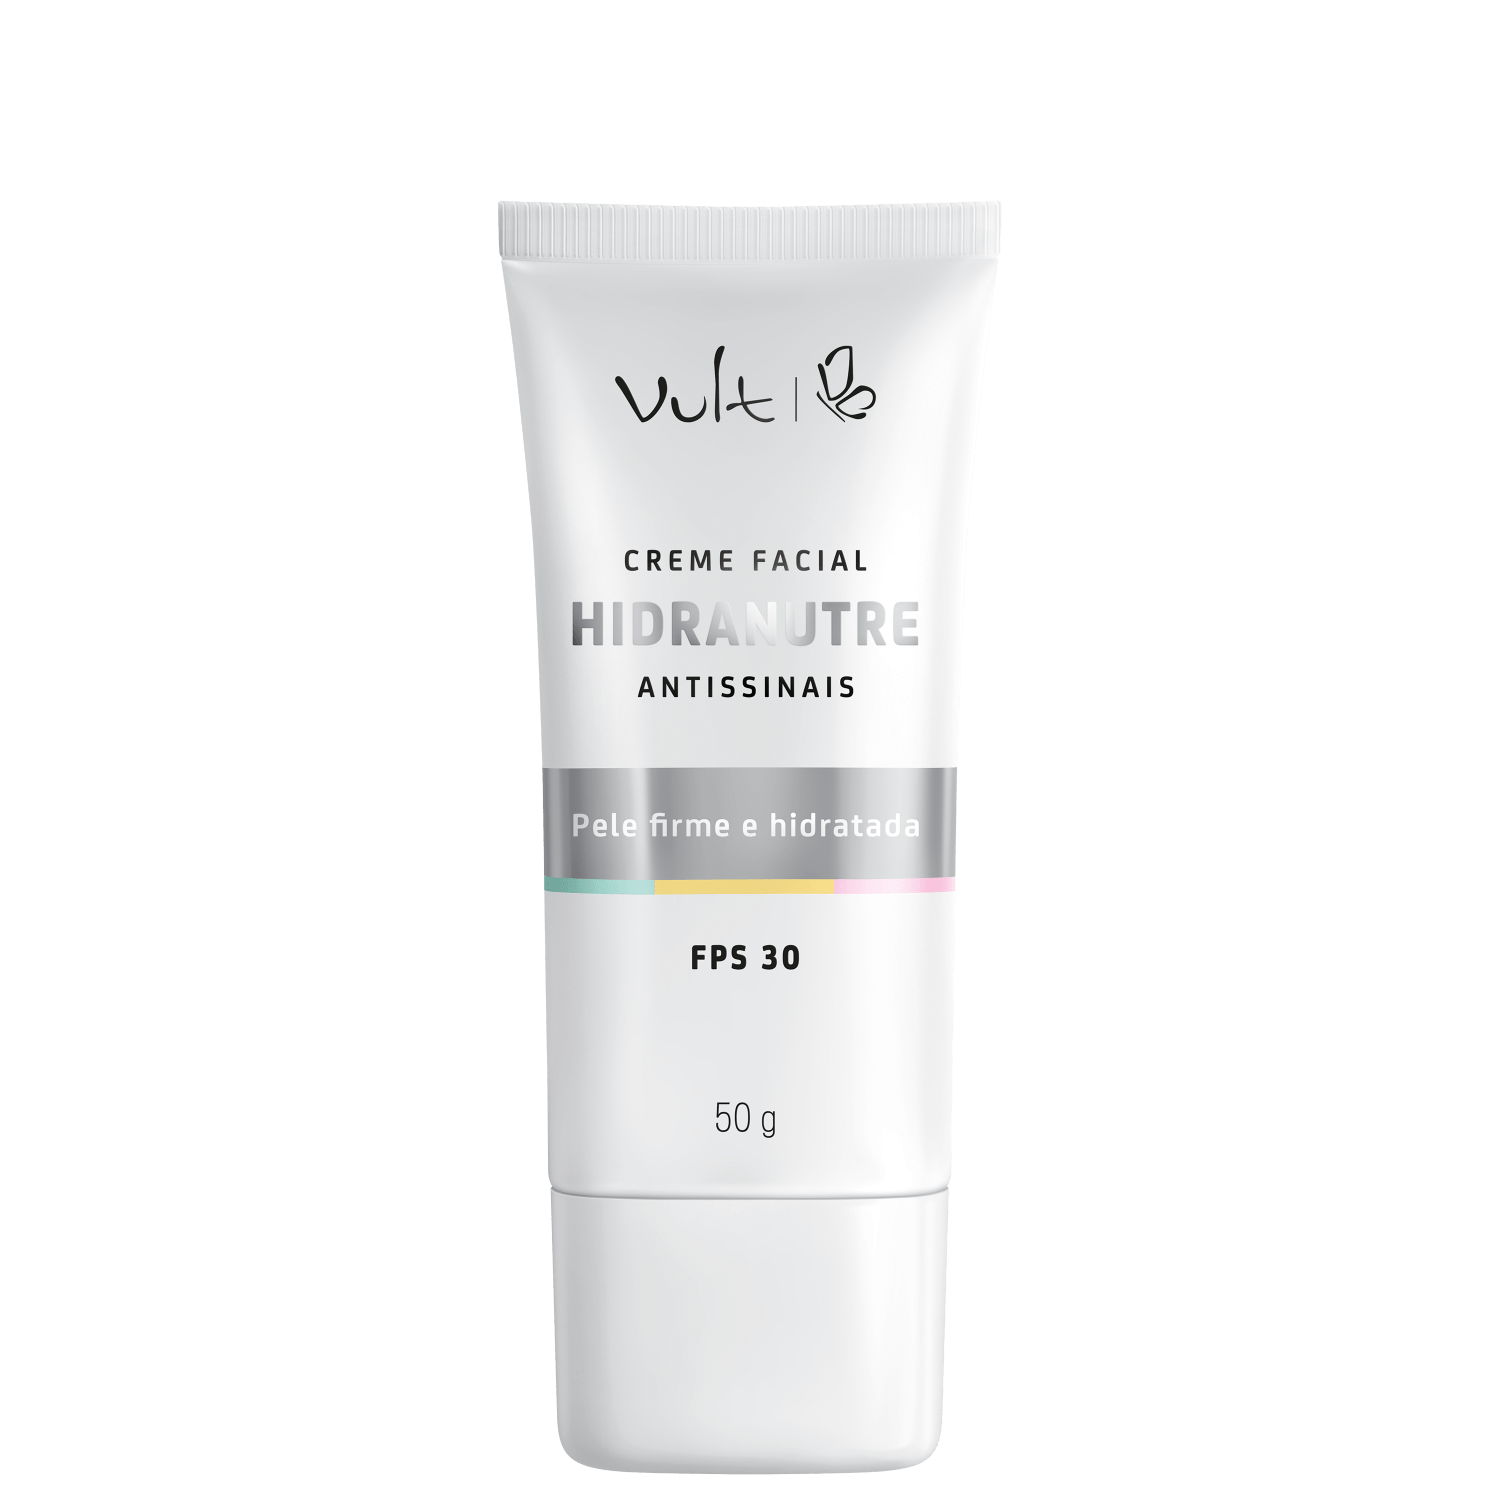 Vult
CREME FACIAL
HIDRANUTRE
ANTISSINAIS
Pele firme e hidratada
FPS 30
50 g